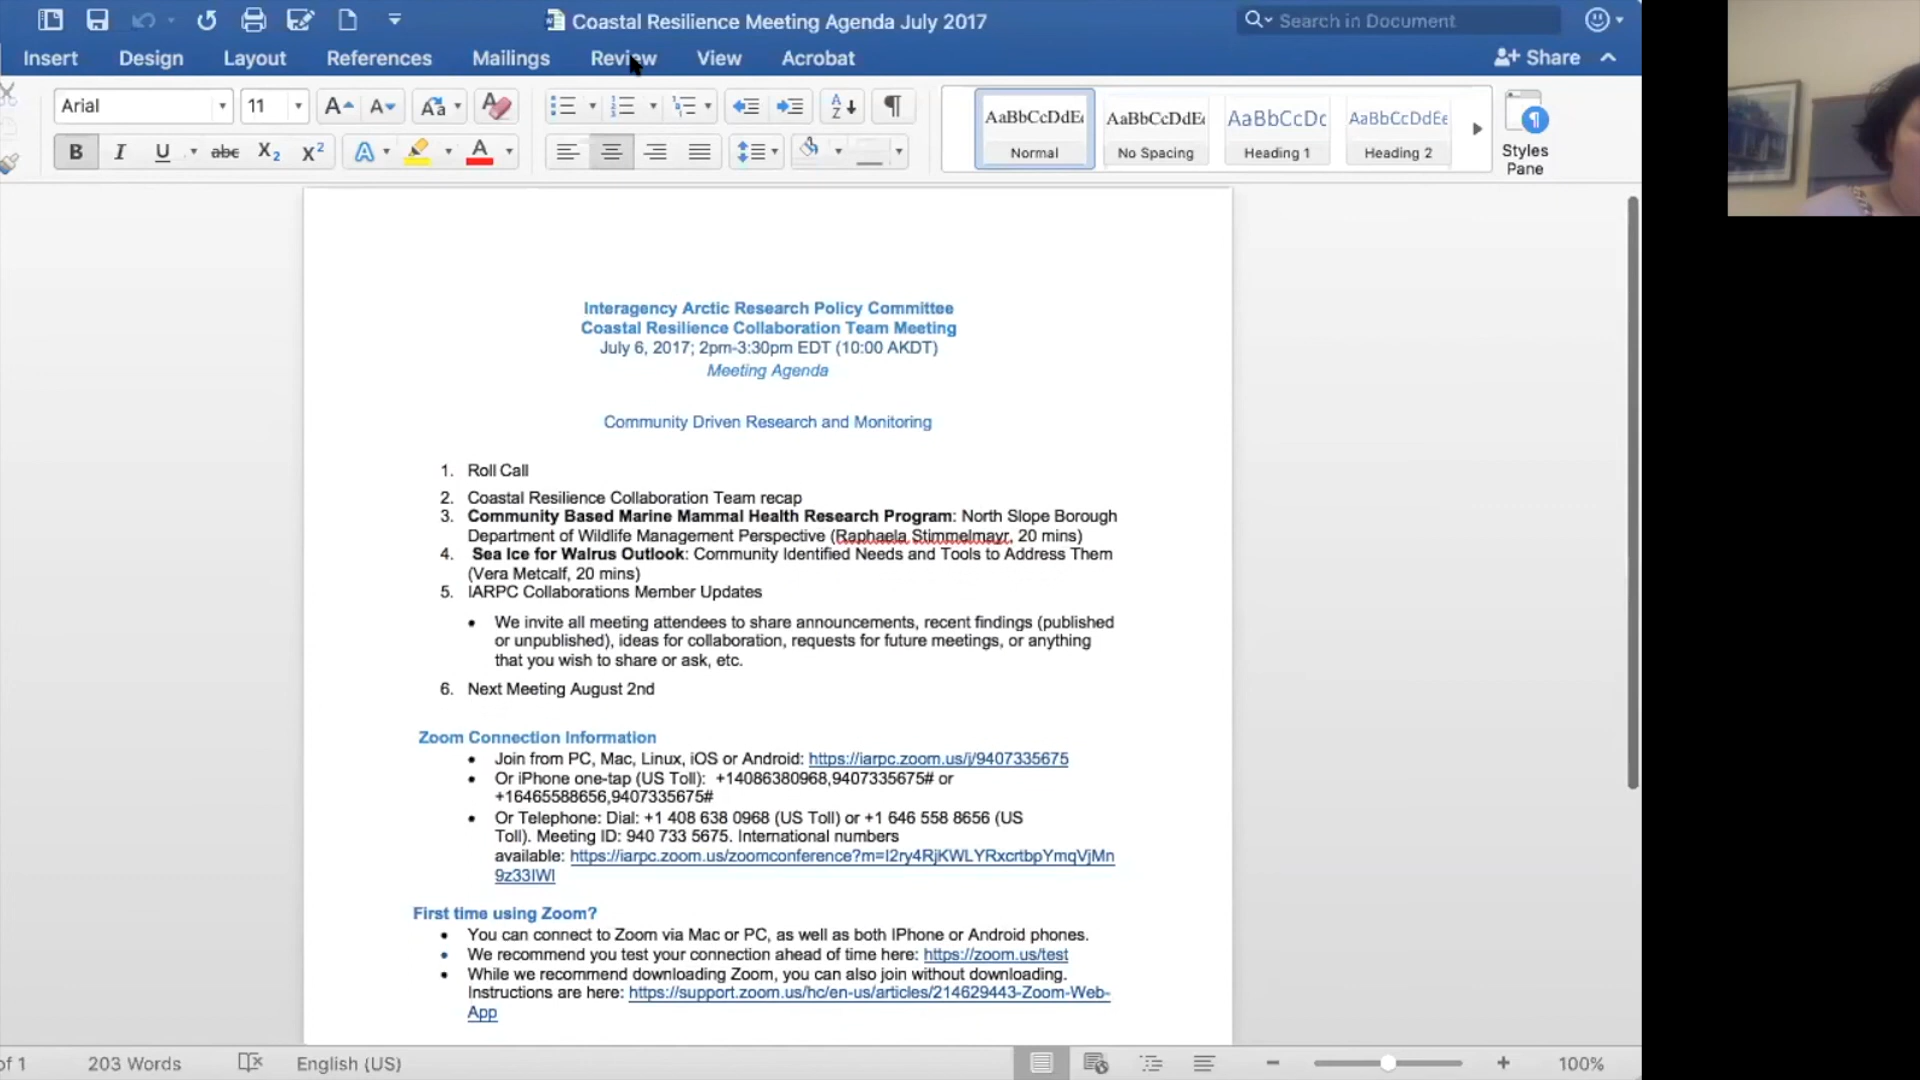 Coastal Resilience Meeting Agenda July 2017
Search in Document
Insert Design Layout References Mailings Review View Acrobat Share
Arial 11
AaBbCcDdEe AaBbCcDdEe AaBbCcDc AaBbCcDdEe
Normal No Spacing Heading 1 Heading 2
Styles
Pane
Interagency Arctic Research Policy Committee
Coastal Resilience Collaboration Team Meeting
July 6, 2017; 2pm-3:30pm EDT (10:00 AKDT)
Meeting Agenda
Community Driven Research and Monitoring
1. Roll Call
2. Coastal Resilience Collaboration Team recap
3. Community Based Marine Mammal Health Research Program: North Slope Borough
Department of Wildlife Management Perspective (Raphaela Stimmelmayr, 20 mins)
4. Sea Ice for Walrus Outlook: Community Identified Needs and Tools to Address Them
(Vera Metcalf, 20 mins)
5. IARPC Collaborations Member Updates
• We invite all meeting attendees to share announcements, recent findings (published
or unpublished), ideas for collaboration, requests for future meetings, or anything
that you wish to share or ask, etc.
6. Next Meeting August 2nd
Zoom Connection Information
• Join from PC, Mac, Linux, iOS or Android: https://iarpc.zoom.us/j/9407335675
• Or iPhone one-tap (US Toll): +14086380968,9407335675# or
+16465588656,9407335675#
• Or Telephone: Dial: +1 408 638 0968 (US Toll) or +1 646 558 8656 (US
Toll). Meeting ID: 940 733 5675. International numbers
available: https://iarpc.zoom.us/zoomconference?m=I2ry4RjKWLYRxcrtbpYmqVjMn
9z33IWI
First time using Zoom?
• You can connect to Zoom via Mac or PC, as well as both IPhone or Android phones.
• We recommend you test your connection ahead of time here: https://zoom.us/test
• While we recommend downloading Zoom, you can also join without downloading.
Instructions are here: https://support.zoom.us/hc/en-us/articles/214629443-Zoom-Web-
App
of 1 203 Words English (US) 100%